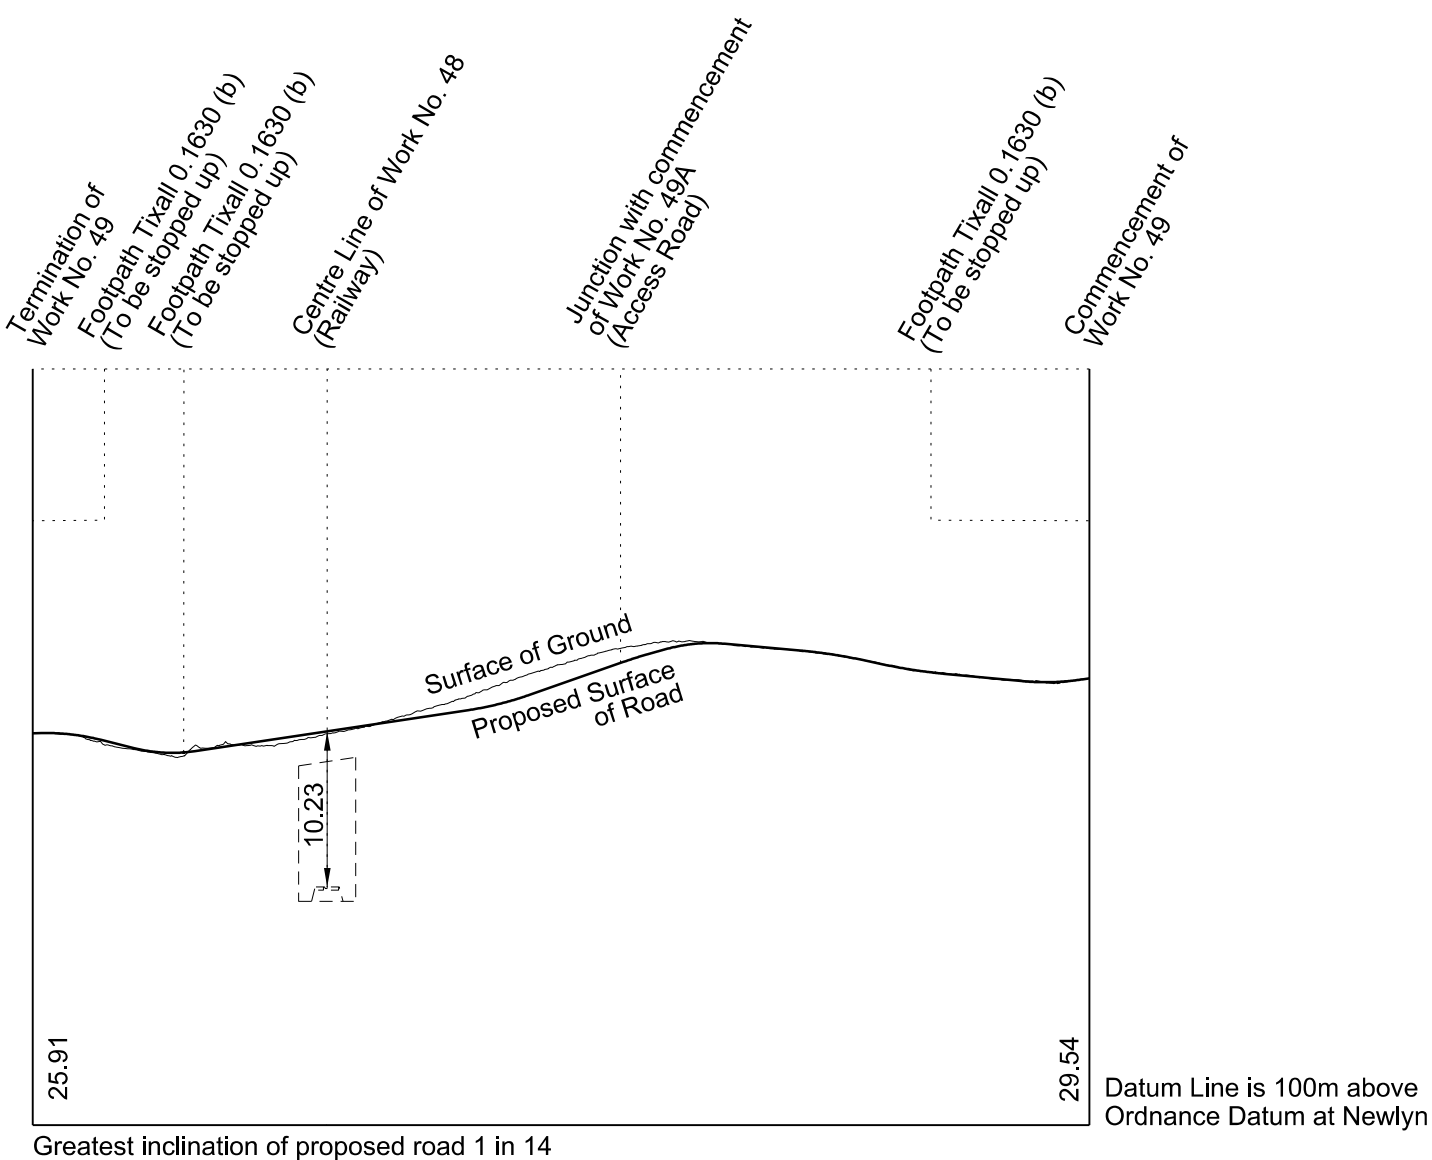 Termination of
Work No. 49
Footpath Tixall 0.1630 (b)
(To be stopped up)
Footpath Tixall 0.1630 (b)
(To be stopped up)
Centre Line of Work No. 48
(Railway)
Junction with commencement
of Work No. 49A
(Access Road)
Footpath Tixall 0.1630 (b)
(To be stopped up)
Commencement of
Work No. 49
Surface of Ground
Proposed Surface
of Road
10.23
25.91
29.54
Datum Line is 100m above
Ordnance Datum at Newlyn
Greatest inclination of proposed road 1 in 14